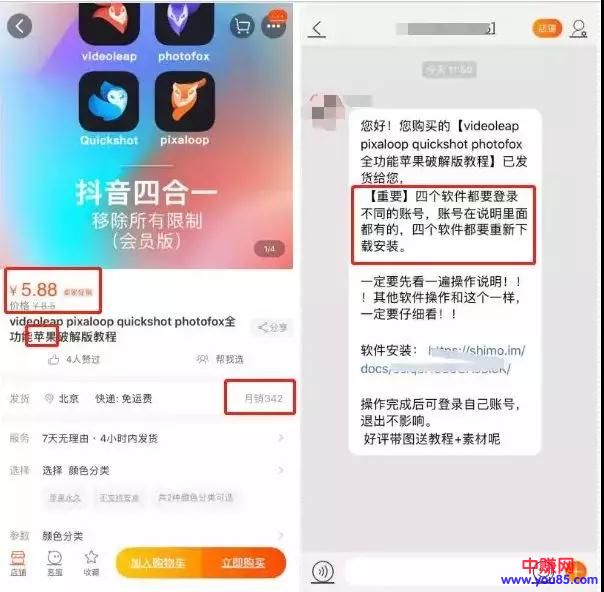 videoleap photofox
Quickshot pixaloop
抖音四合一
移除所有限制
(会员版)
1/4
¥5.88
价格 ¥8.5
videoleap pixaloop quickshot photofox全
功能苹果破解版教程
分享
4人赞过
帮我选
发货 北京 快递: 免运费 月销342
服务 7天无理由 · 4小时内发货
选择 选择 颜色分类
共2种颜色分类可选
参数 颜色分类
店铺 客服 收藏 加入购物车 立即购买
店铺
今天 11:50
您好！您购买的【videoleap
pixaloop quickshot photofox
全功能苹果破解版教程】已发
货给您，
【重要】四个软件都要登录
不同的账号，账号在说明里面
都有的，四个软件都要重新下
载安装。
一定要先看一遍操作说明！！
！其他软件操作和这个一样，
一定要仔细看！！
软件安装： https://shimo.im/
docs/
操作完成后可登录自己账号，
退出不影响。
好评带图送教程+素材呢
中赚网
www.you85.com